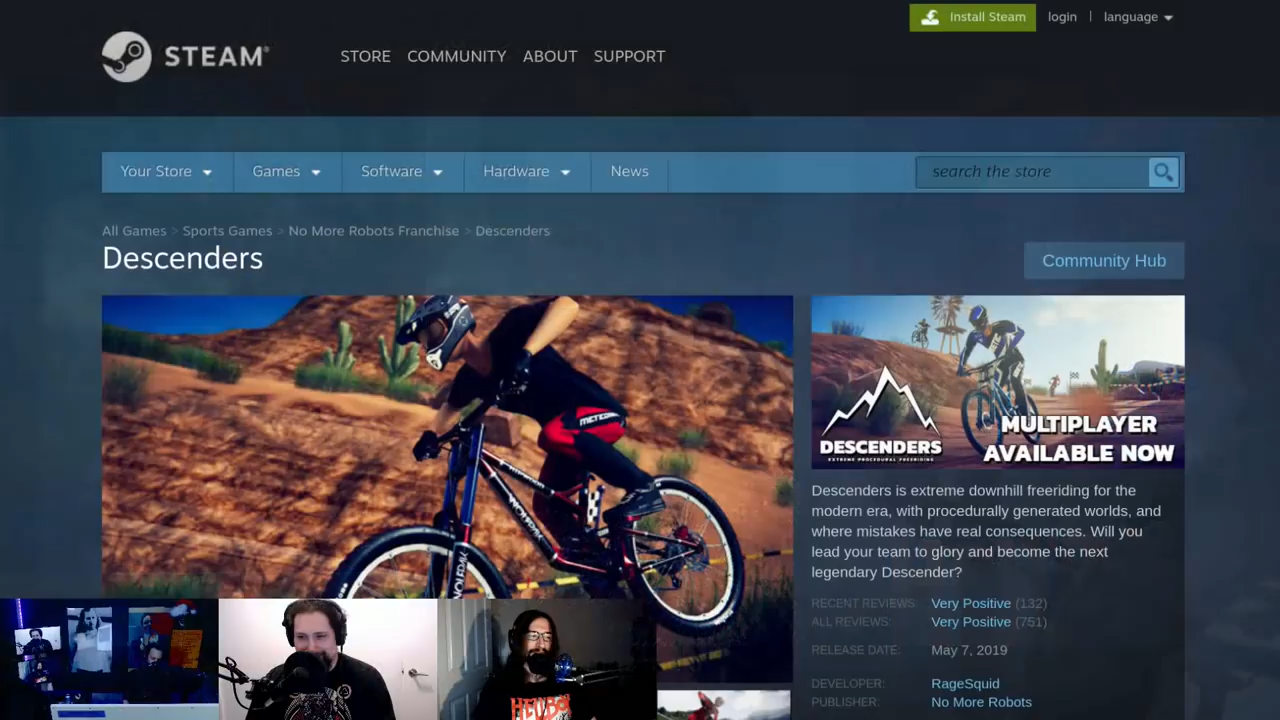 Install Steam
login
language
STEAM®
STORE
COMMUNITY
ABOUT
SUPPORT
Your Store
Games
Software
Hardware
News
search the store
All Games > Sports Games > No More Robots Franchise > Descenders
Descenders
Community Hub
METEOR
DESCENDERS
EXTREME PROCEDURAL FREERIDING
MULTIPLAYER
AVAILABLE NOW
Descenders is extreme downhill freeriding for the
modern era, with procedurally generated worlds, and
where mistakes have real consequences. Will you
lead your team to glory and become the next
legendary Descender?
RECENT REVIEWS: Very Positive (132)
ALL REVIEWS: Very Positive (751)
RELEASE DATE: May 7, 2019
DEVELOPER: RageSquid
PUBLISHER: No More Robots